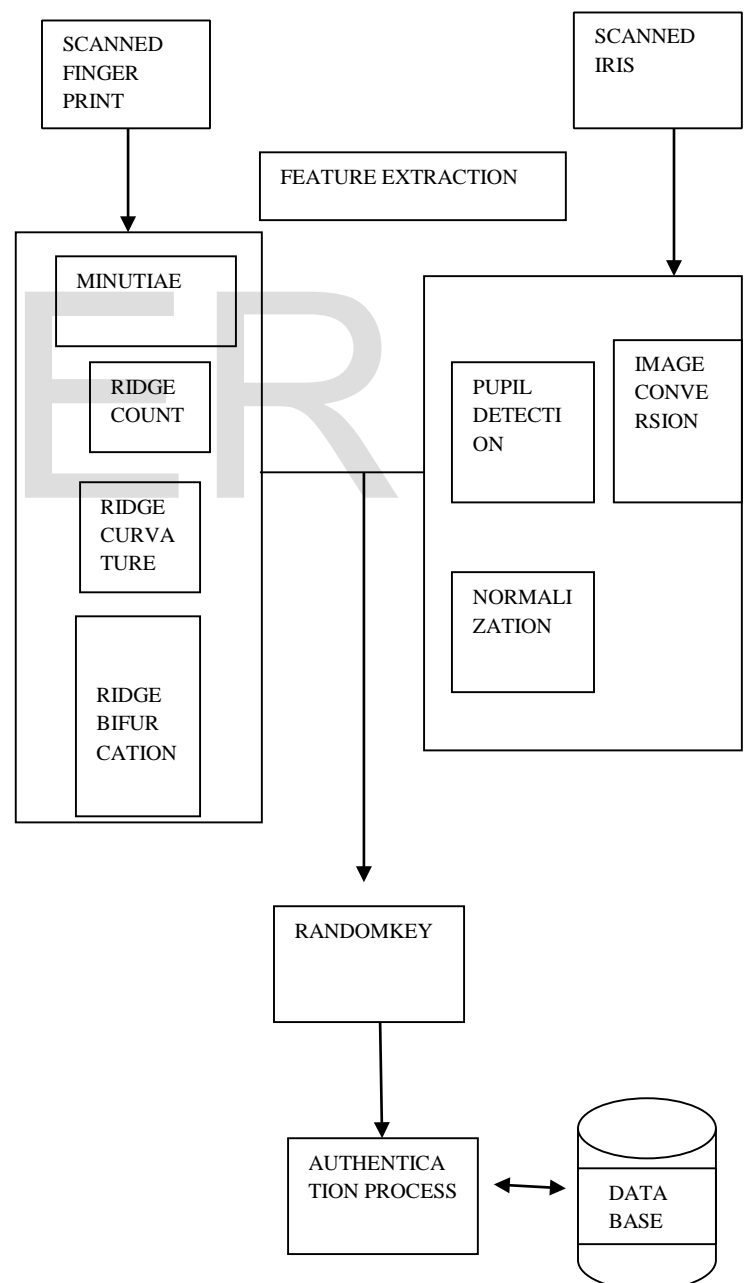 SCANNED
FINGER
PRINT
SCANNED
IRIS
FEATURE EXTRACTION
MINUTIAE
RIDGE
COUNT
RIDGE
CURVA
TURE
RIDGE
BIFUR
CATION
PUPIL
DETECTI
ON
IMAGE
CONVE
RSION
NORMALI
ZATION
ER
RANDOMKEY
AUTHENTICA
TION PROCESS
DATA
BASE